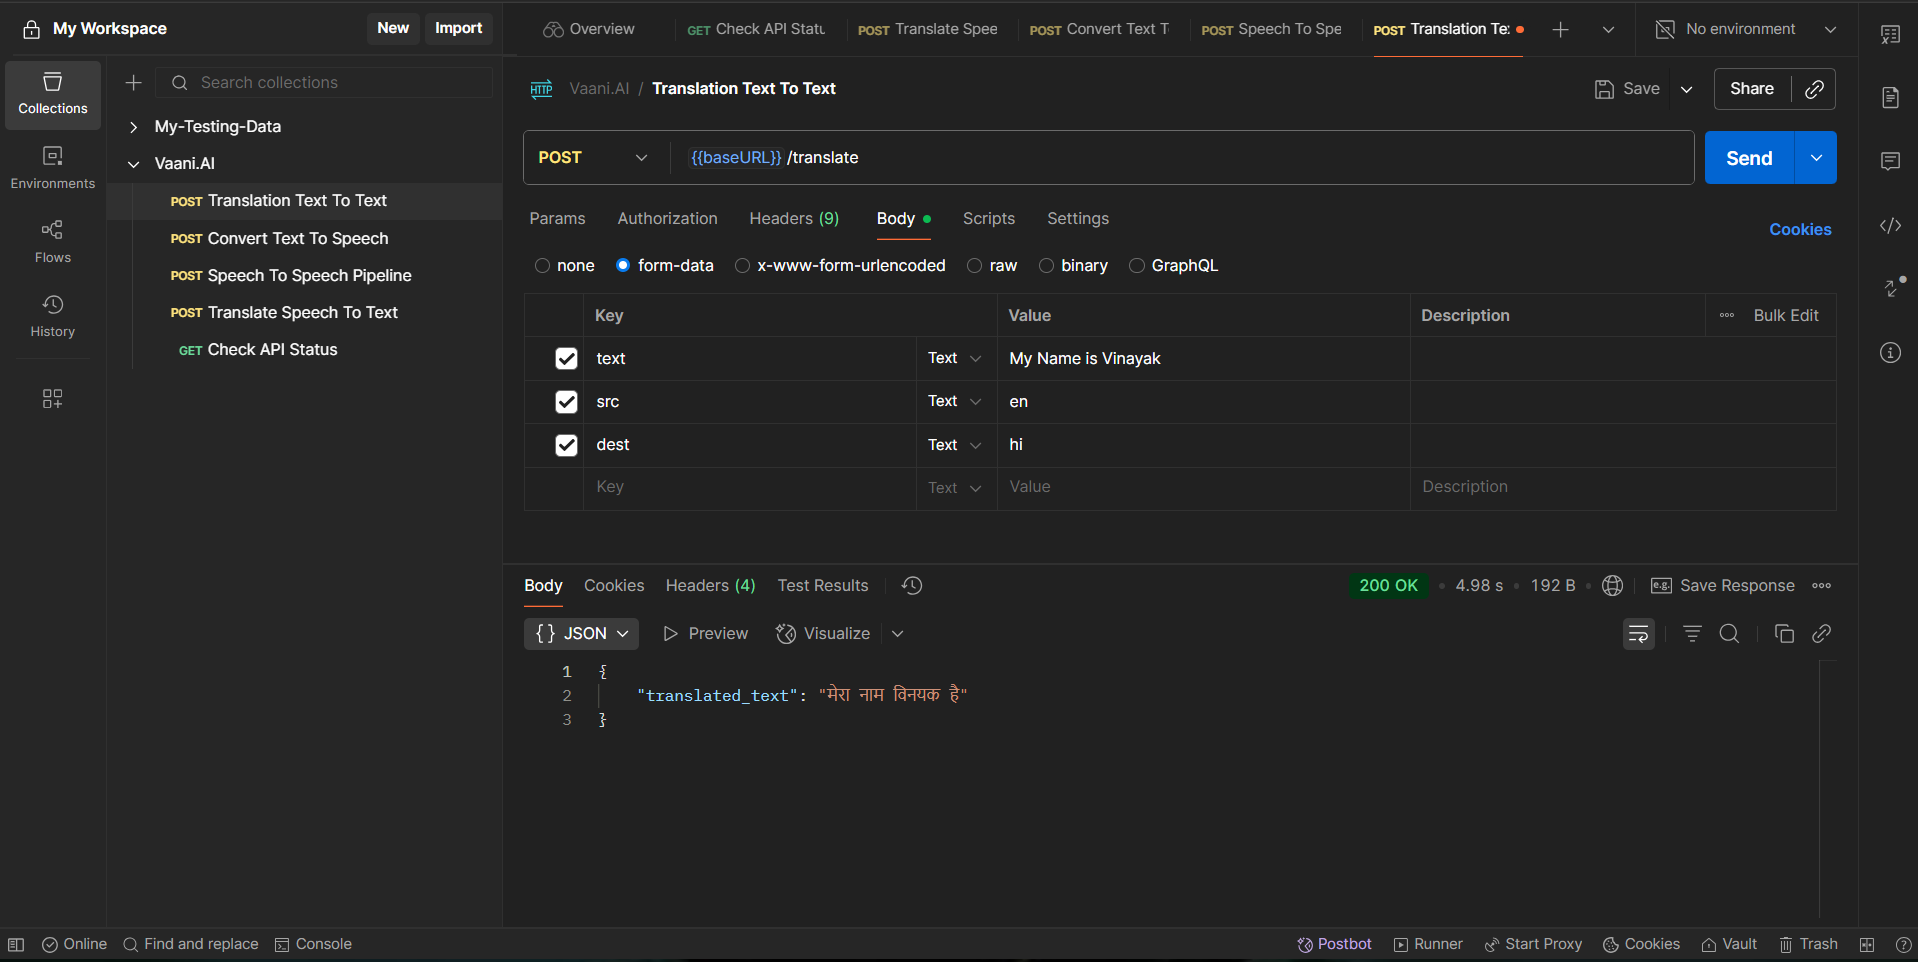 My Workspace
New
Import
Overview
GET Check API Statu
POST Translate Spee
POST Convert Text T
POST Speech To Spe
POST Translation Te
No environment
Collections
Environments
Flows
History
Search collections
My-Testing-Data
Vaani.AI
POST Translation Text To Text
POST Convert Text To Speech
POST Speech To Speech Pipeline
POST Translate Speech To Text
GET Check API Status
HTTP Vaani.AI / Translation Text To Text
Save
Share
POST {{baseURL}} /translate
Send
Params Authorization Headers (9) Body Scripts Settings
Cookies
none form-data x-www-form-urlencoded raw binary GraphQL
Key Value Description ••• Bulk Edit
text Text My Name is Vinayak
src Text en
dest Text hi
Key Text Value Description
Body Cookies Headers (4) Test Results
200 OK • 4.98 s • 192 B • e.g. Save Response •••
{} JSON Preview Visualize
1 {
2 "translated_text": "मेरा नाम विनयक है"
3 }
Online Find and replace Console
Postbot Runner Start Proxy Cookies Vault Trash ?